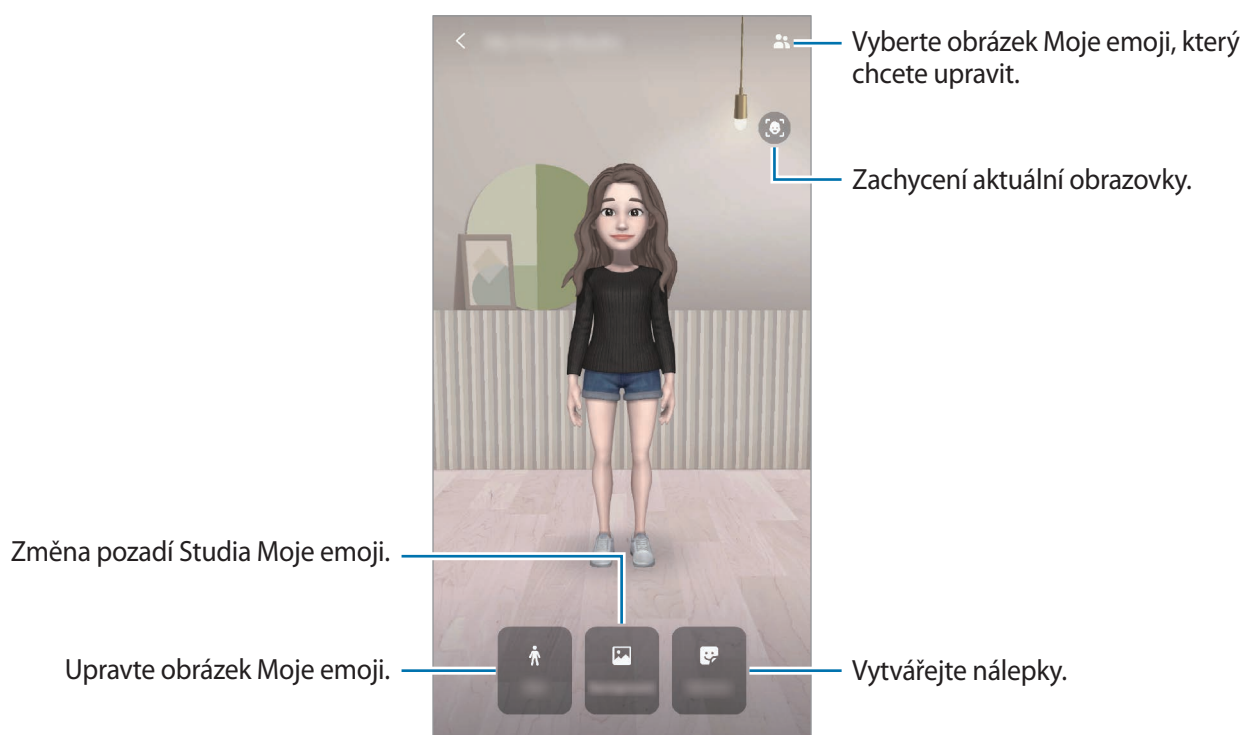 Vyberte obrázek Moje emoji, který
chcete upravit.
Zachycení aktuální obrazovky.
Změna pozadí Studia Moje emoji.
Upravte obrázek Moje emoji.
Vytvářejte nálepky.